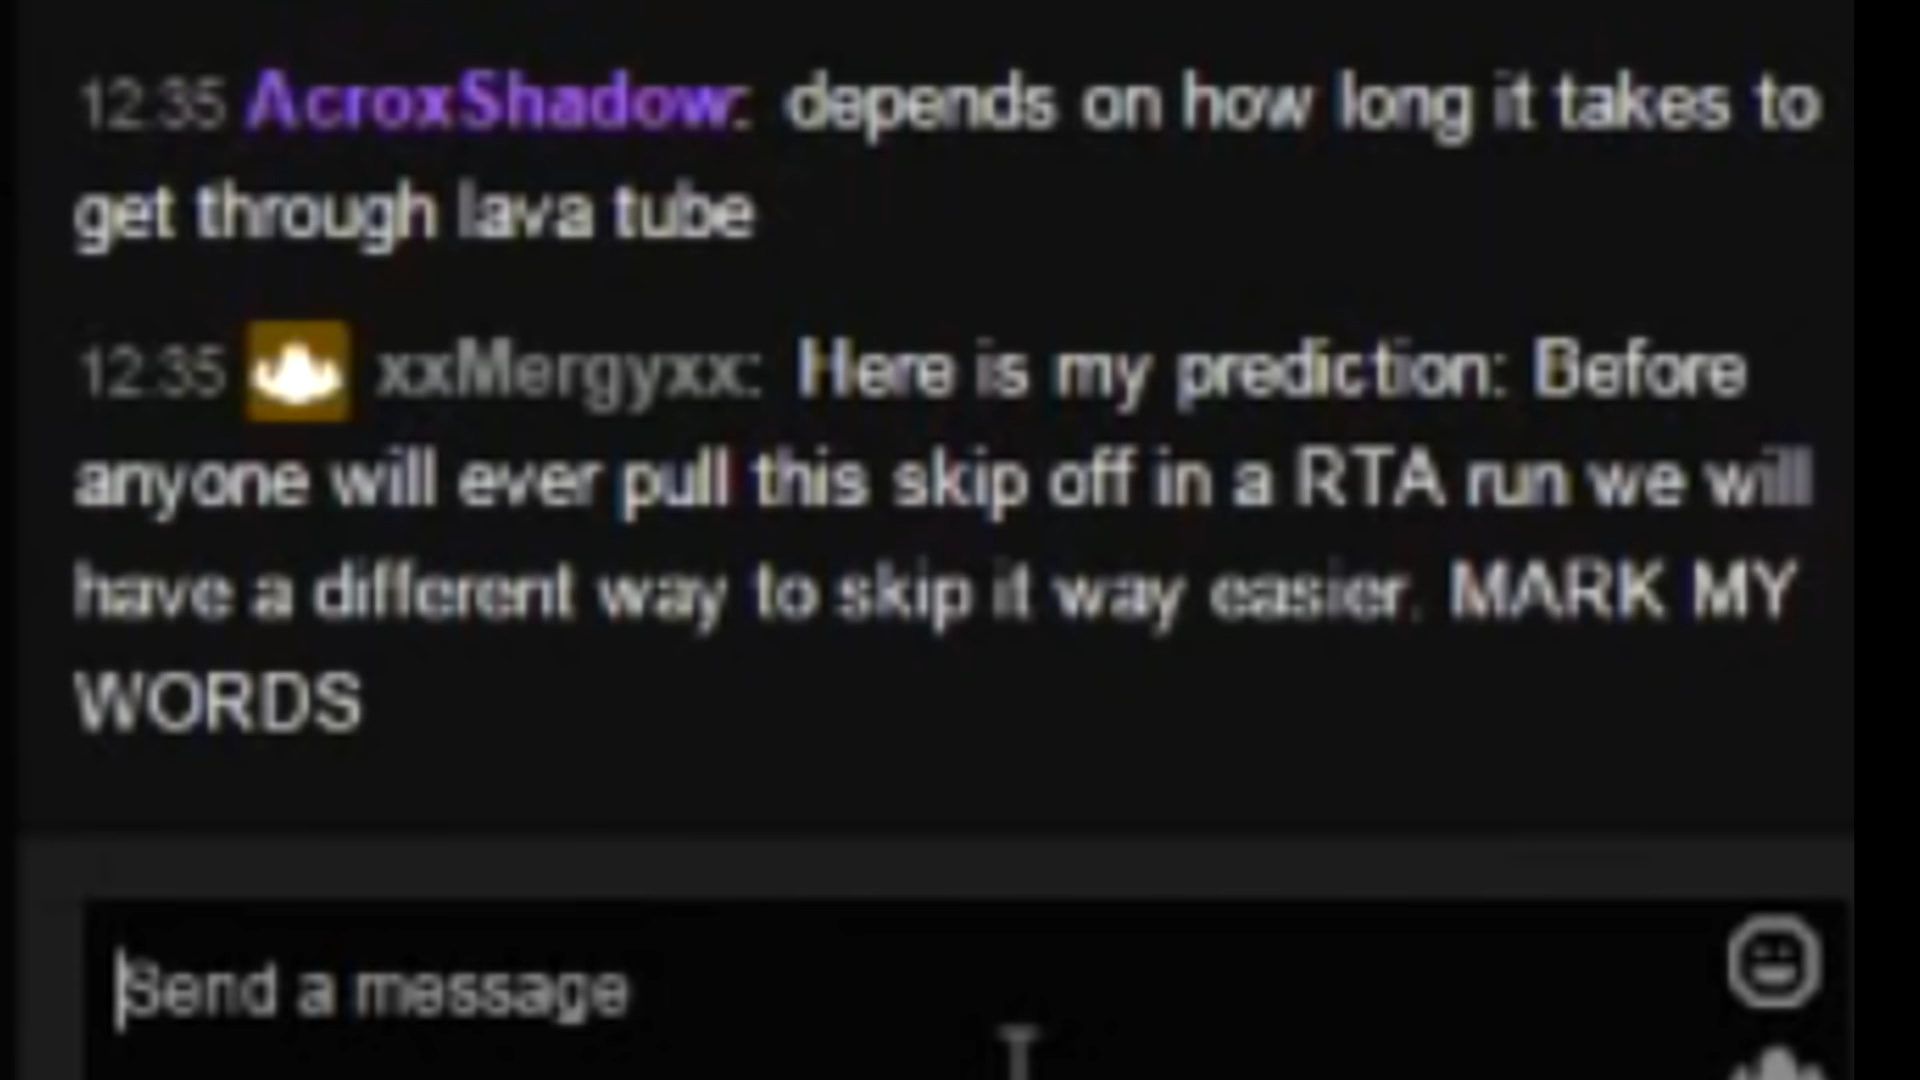 12:35 AcroxShadow: depends on how long it takes to
get through lava tube
12:35 xxMergyxx: Here is my prediction: Before
anyone will ever pull this skip off in a RTA run we will
have a different way to skip it way easier. MARK MY
WORDS
Send a message